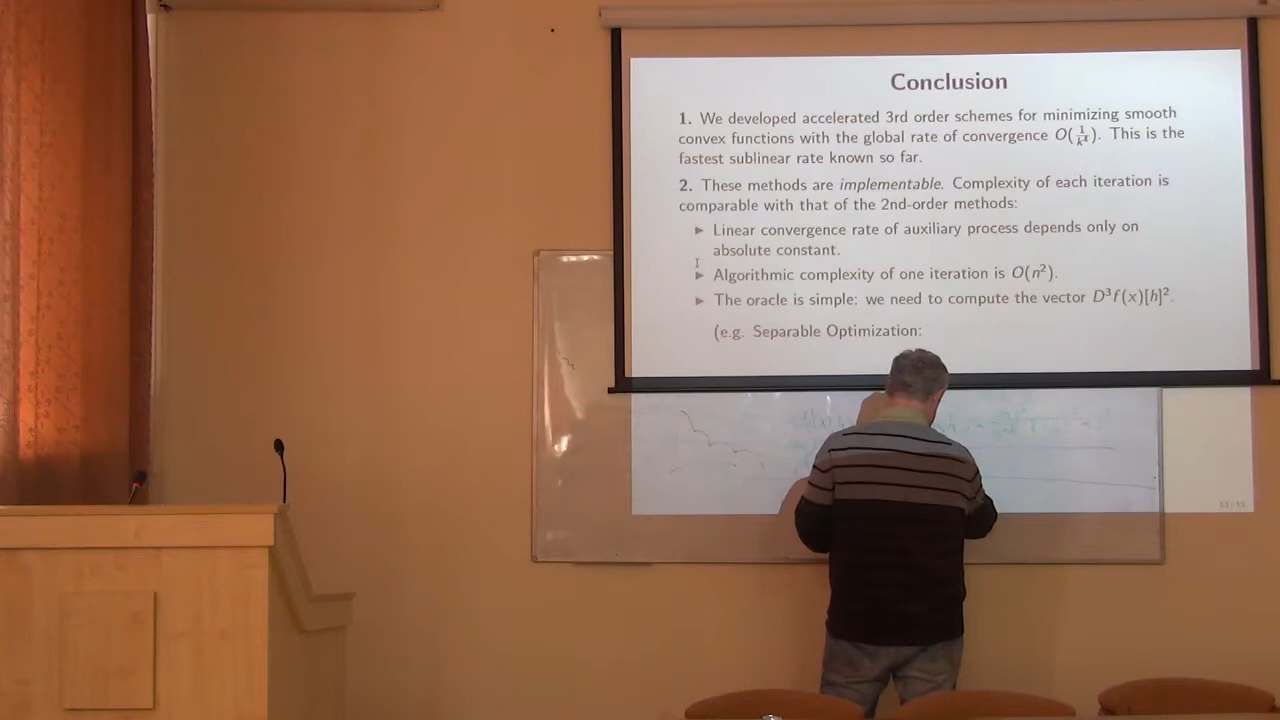 Conclusion
1. We developed accelerated 3rd order schemes for minimizing smooth
convex functions with the global rate of convergence O(1/k⁴). This is the
fastest sublinear rate known so far.
2. These methods are implementable. Complexity of each iteration is
comparable with that of the 2nd-order methods:
► Linear convergence rate of auxiliary process depends only on
absolute constant.
► Algorithmic complexity of one iteration is O(n²).
► The oracle is simple: we need to compute the vector D³f(x)[h]².
(e.g. Separable Optimization:
13/13